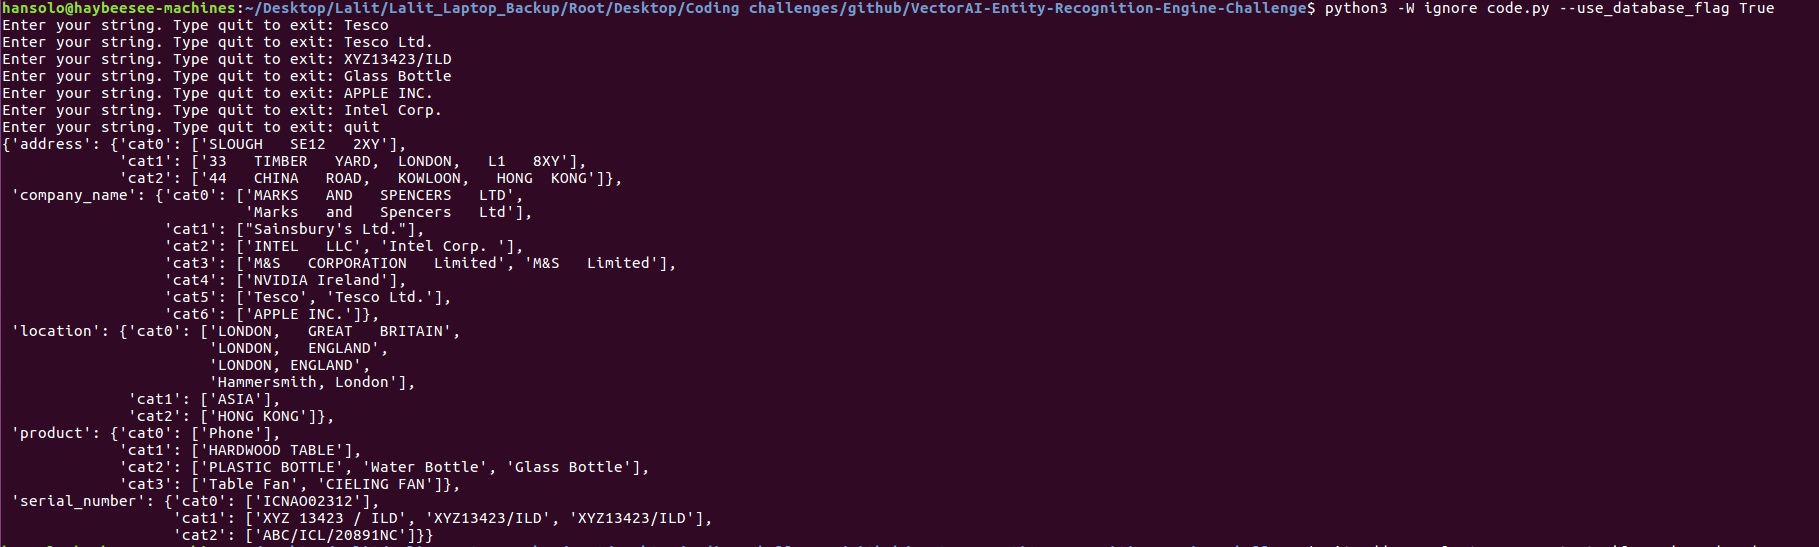 hansolo@haybeesee-machines:~/Desktop/Lalit/Lalit_Laptop_Backup/Root/Desktop/Coding challenges/github/VectorAI-Entity-Recognition-Engine-Challenge$ python3 -W ignore code.py --use_database_flag True
Enter your string. Type quit to exit: Tesco
Enter your string. Type quit to exit: Tesco Ltd.
Enter your string. Type quit to exit: XYZ13423/ILD
Enter your string. Type quit to exit: Glass Bottle
Enter your string. Type quit to exit: APPLE INC.
Enter your string. Type quit to exit: Intel Corp.
Enter your string. Type quit to exit: quit
{'address': {'cat0': ['SLOUGH   SE12   2XY'],
             'cat1': ['33   TIMBER   YARD,  LONDON,   L1   8XY'],
             'cat2': ['44   CHINA   ROAD,   KOWLOON,   HONG  KONG']},
 'company_name': {'cat0': ['MARKS   AND   SPENCERS   LTD',
                           'Marks   and   Spencers   Ltd'],
                  'cat1': ["Sainsbury's Ltd."],
                  'cat2': ['INTEL   LLC', 'Intel Corp. '],
                  'cat3': ['M&S   CORPORATION   Limited', 'M&S   Limited'],
                  'cat4': ['NVIDIA Ireland'],
                  'cat5': ['Tesco', 'Tesco Ltd.'],
                  'cat6': ['APPLE INC.']},
 'location': {'cat0': ['LONDON,   GREAT   BRITAIN',
                       'LONDON,   ENGLAND',
                       'LONDON, ENGLAND',
                       'Hammersmith, London'],
              'cat1': ['ASIA'],
              'cat2': ['HONG KONG']},
 'product': {'cat0': ['Phone'],
             'cat1': ['HARDWOOD TABLE'],
             'cat2': ['PLASTIC BOTTLE', 'Water Bottle', 'Glass Bottle'],
             'cat3': ['Table Fan', 'CIELING FAN']},
 'serial_number': {'cat0': ['ICNAO02312'],
                   'cat1': ['XYZ 13423 / ILD', 'XYZ13423/ILD', 'XYZ13423/ILD'],
                   'cat2': ['ABC/ICL/20891NC']}}